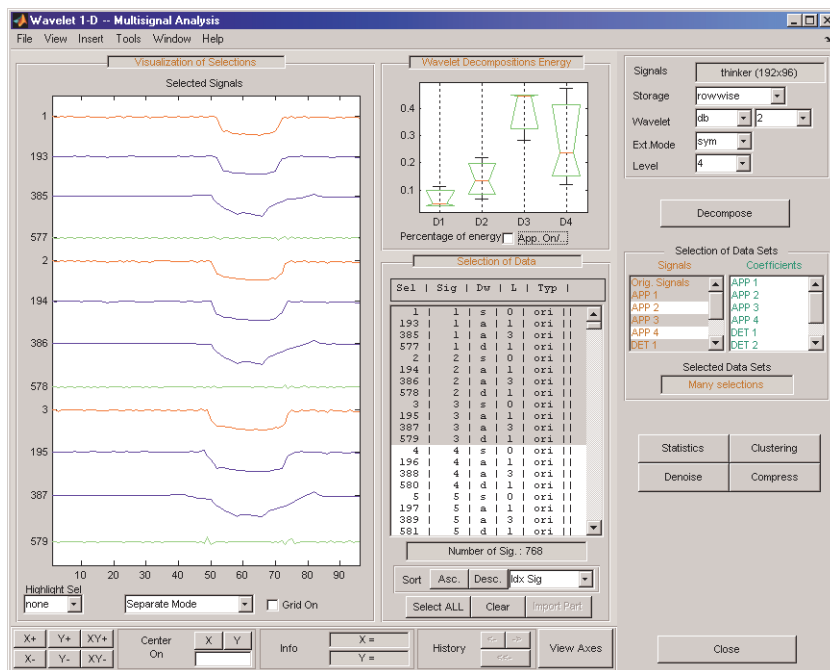 Wavelet 1-D -- Multisignal Analysis
File View Insert Tools Window Help
Visualization of Selections
Selected Signals
1
193
385
577
2
194
386
578
3
195
387
579
10 20 30 40 50 60 70 80 90
Highlight Sel
none
Separate Mode
Grid On
Wavelet Decompositions Energy
0.4
0.3
0.2
0.1
D1 D2 D3 D4
Percentage of energy App. On/..
Selection of Data
Sel | Sig | Dw | L | Typ |
1 | 1 | s | 0 | ori ||
193 | 1 | a | 1 | ori ||
385 | 1 | a | 3 | ori ||
577 | 1 | d | 1 | ori ||
2 | 2 | s | 0 | ori ||
194 | 2 | a | 1 | ori ||
386 | 2 | a | 3 | ori ||
578 | 2 | d | 1 | ori ||
3 | 3 | s | 0 | ori ||
195 | 3 | a | 1 | ori ||
387 | 3 | a | 3 | ori ||
579 | 3 | d | 1 | ori ||
4 | 4 | s | 0 | ori ||
196 | 4 | a | 1 | ori ||
388 | 4 | a | 3 | ori ||
580 | 4 | d | 1 | ori ||
5 | 5 | s | 0 | ori ||
197 | 5 | a | 1 | ori ||
389 | 5 | a | 3 | ori ||
581 | 5 | d | 1 | ori ||
Number of Sig. : 768
Sort Asc. Desc. Idx Sig
Select ALL Clear Import Part
Signals thinker (192x96)
Storage rowwise
Wavelet db 2
Ext.Mode sym
Level 4
Decompose
Selection of Data Sets
Signals Coefficients
Orig. Signals APP 1
APP 1 APP 2
APP 2 APP 3
APP 3 APP 4
APP 4 DET 1
DET 1 DET 2
Selected Data Sets
Many selections
Statistics Clustering
Denoise Compress
X+ Y+ XY+
X- Y- XY-
Center On X Y
Info X = Y =
History <- -> <<-
View Axes
Close